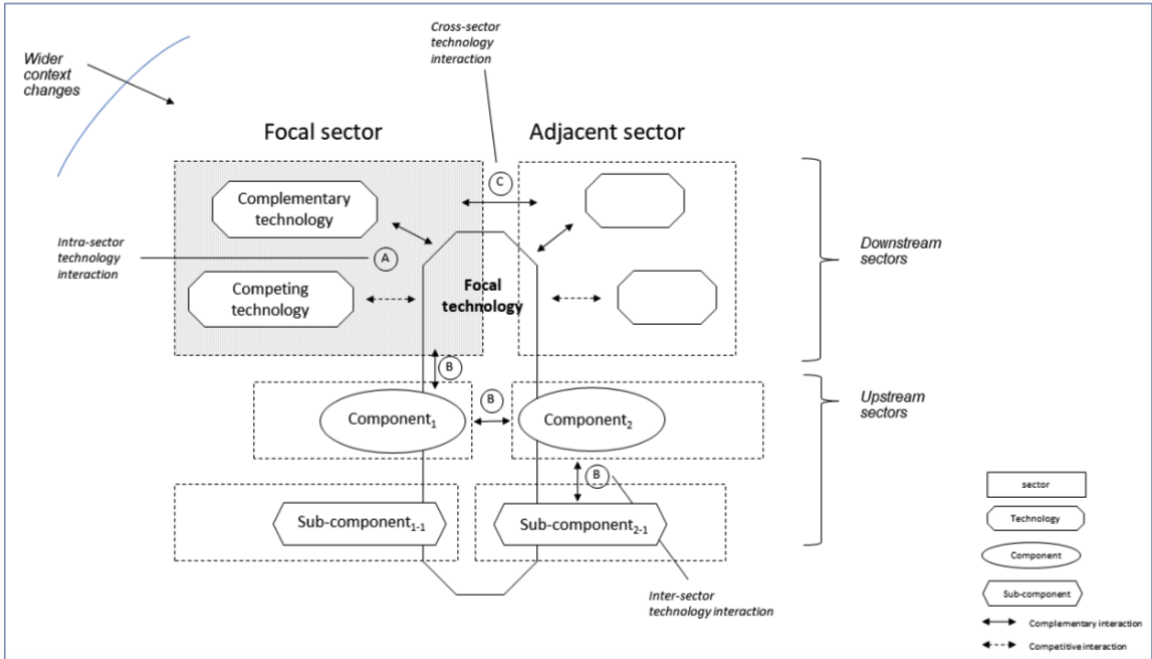 Cross-sector
technology
interaction
Wider
context
changes
Focal sector
Adjacent sector
C
Complementary
technology
Intra-sector
technology
interaction
A
Competing
technology
Focal
technology
Downstream
sectors
B
B
Component1
Component2
Upstream
sectors
B
Sub-component1-1
Sub-component2-1
Inter-sector
technology interaction
sector
Technology
Component
Sub-component
Complementary interaction
Competitive interaction